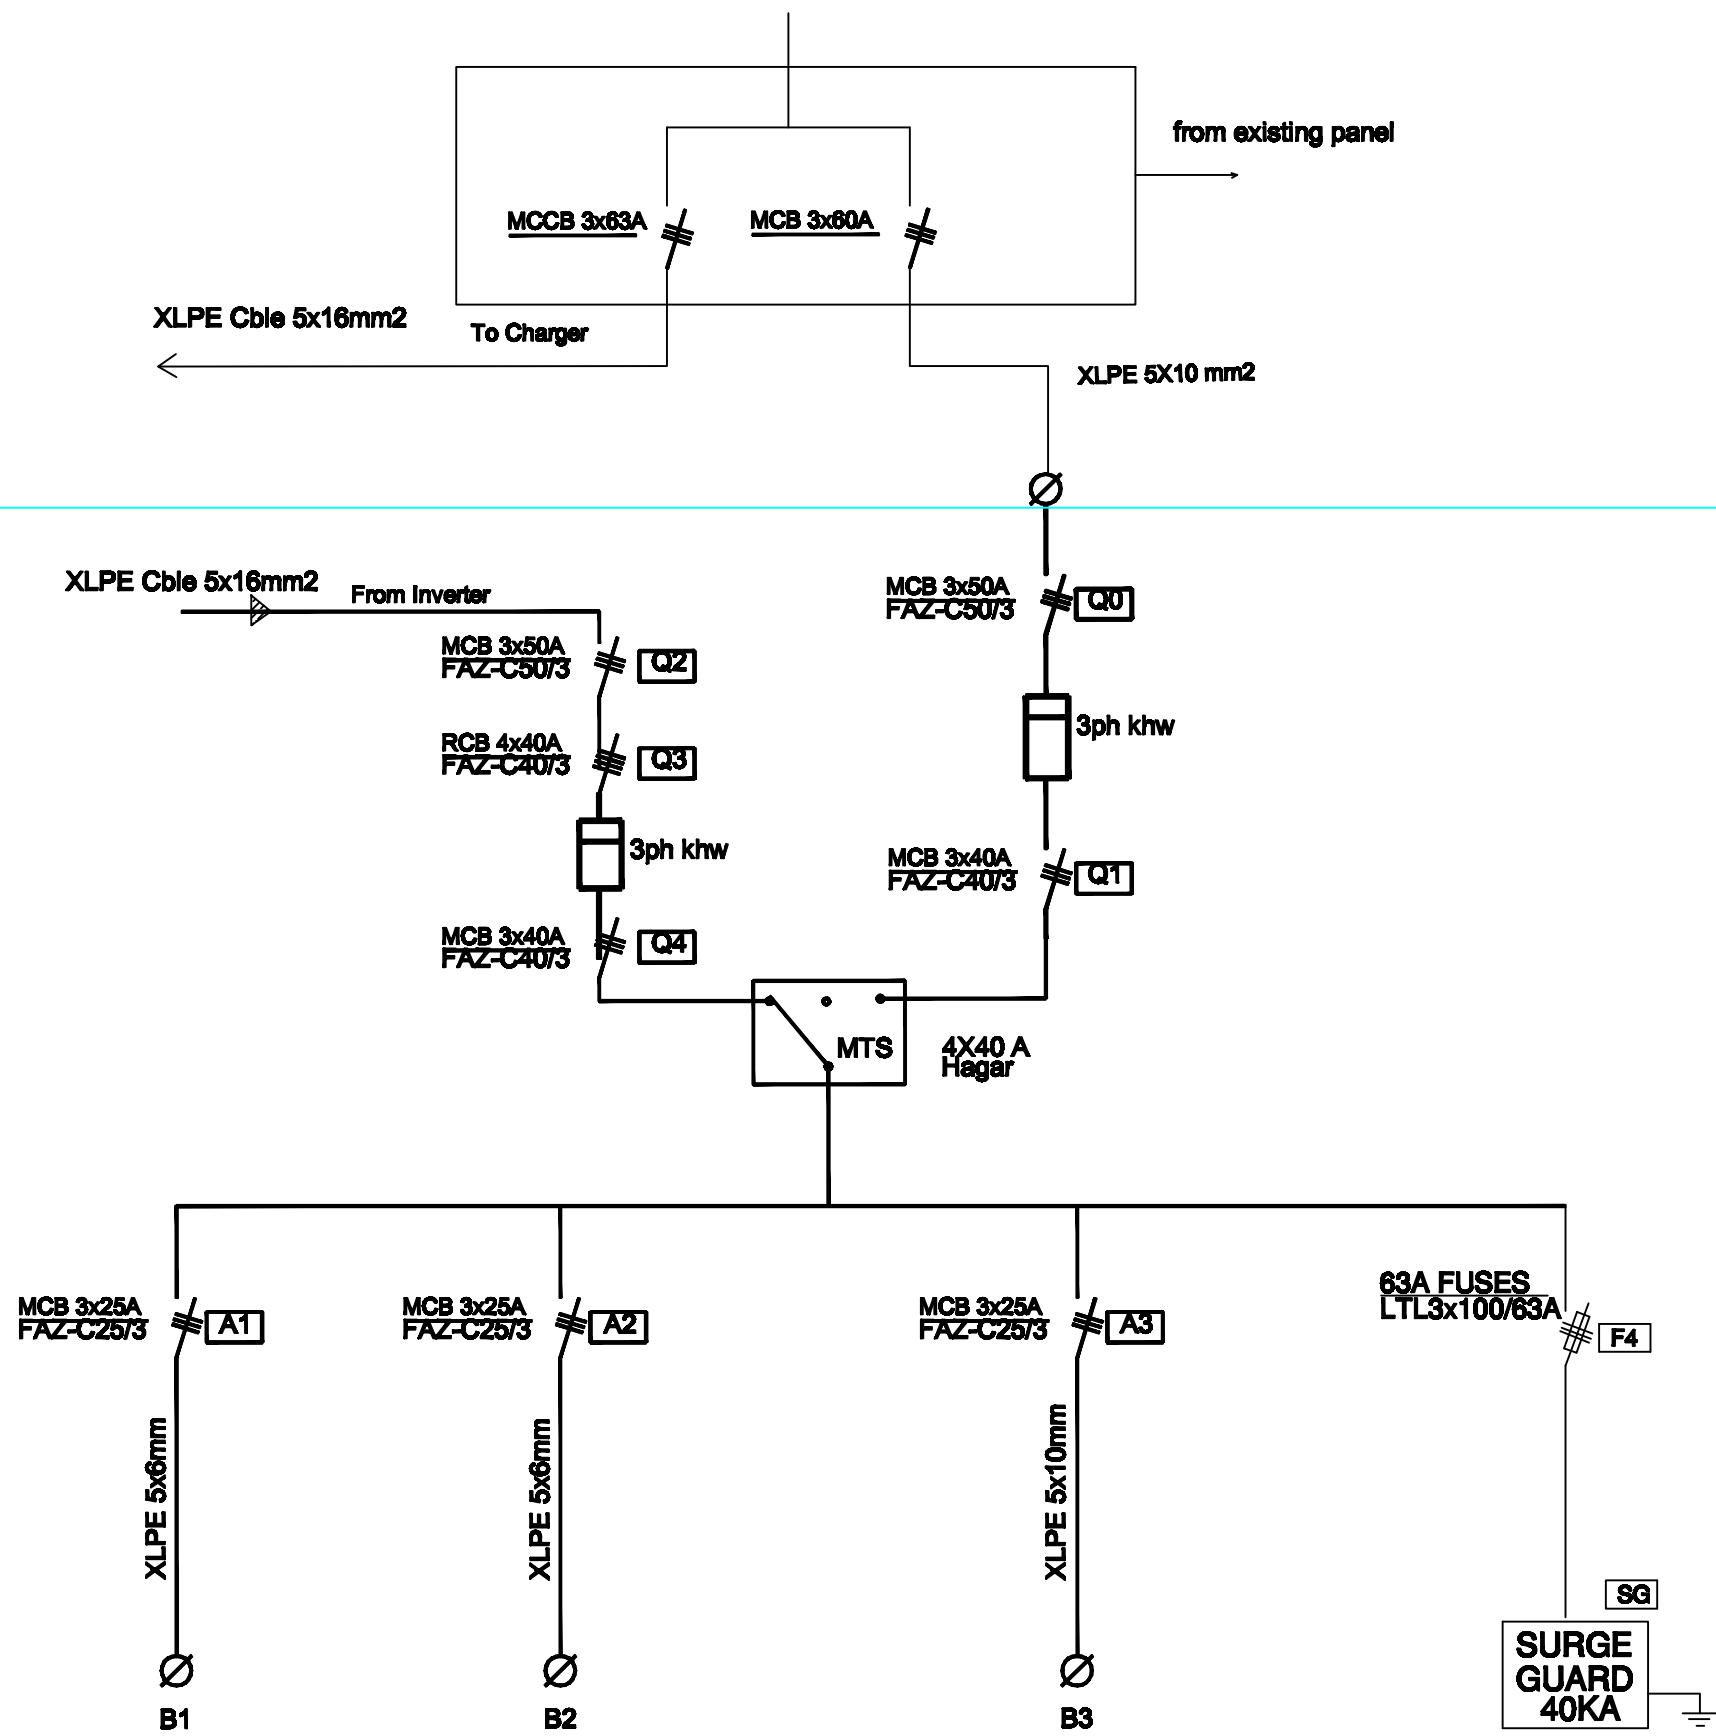 from existing panel
MCCB 3x63A
MCB 3x60A
XLPE Cble 5x16mm2
To Charger
XLPE 5X10 mm2
XLPE Cble 5x16mm2
From Inverter
MCB 3x50A
FAZ-C50/3
Q0
MCB 3x50A
FAZ-C50/3
Q2
3ph khw
RCB 4x40A
FAZ-C40/3
Q3
3ph khw
MCB 3x40A
FAZ-C40/3
Q1
MCB 3x40A
FAZ-C40/3
Q4
MTS
4X40 A
Hagar
63A FUSES
LTL3x100/63A
F4
MCB 3x25A
FAZ-C25/3
A1
MCB 3x25A
FAZ-C25/3
A2
MCB 3x25A
FAZ-C25/3
A3
XLPE 5x6mm
XLPE 5x6mm
XLPE 5x10mm
SG
SURGE
GUARD
40KA
B1
B2
B3